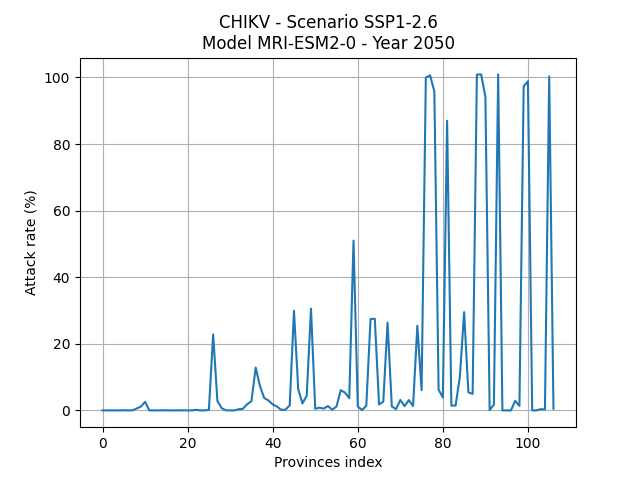 CHIKV - Scenario SSP1-2.6
Model MRI-ESM2-0 - Year 2050
100
80
60
40
20
0
Attack rate (%)
0 20 40 60 80 100
Provinces index